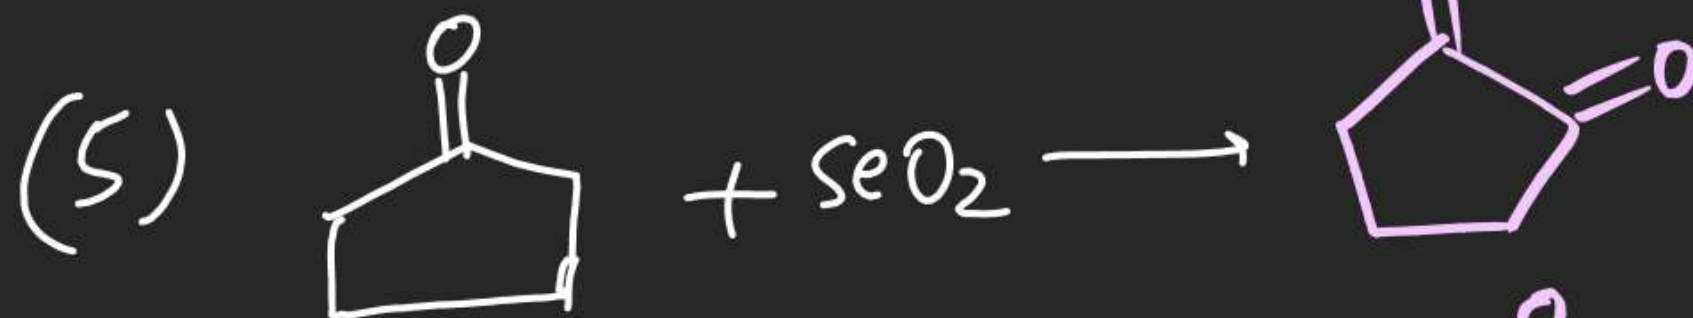 (5) O + SeO2 ⟶ O
O